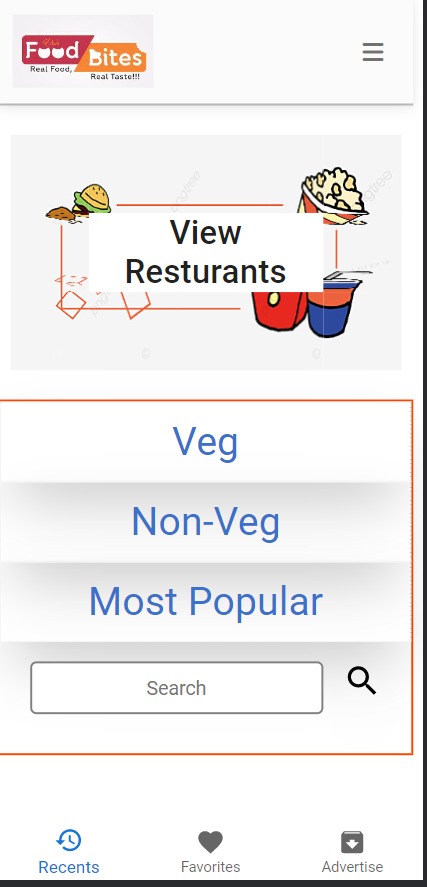 Food Bites
Real Food,
Real Taste!!!
View
Resturants
Veg
Non-Veg
Most Popular
Search
Recents
Favorites
Advertise